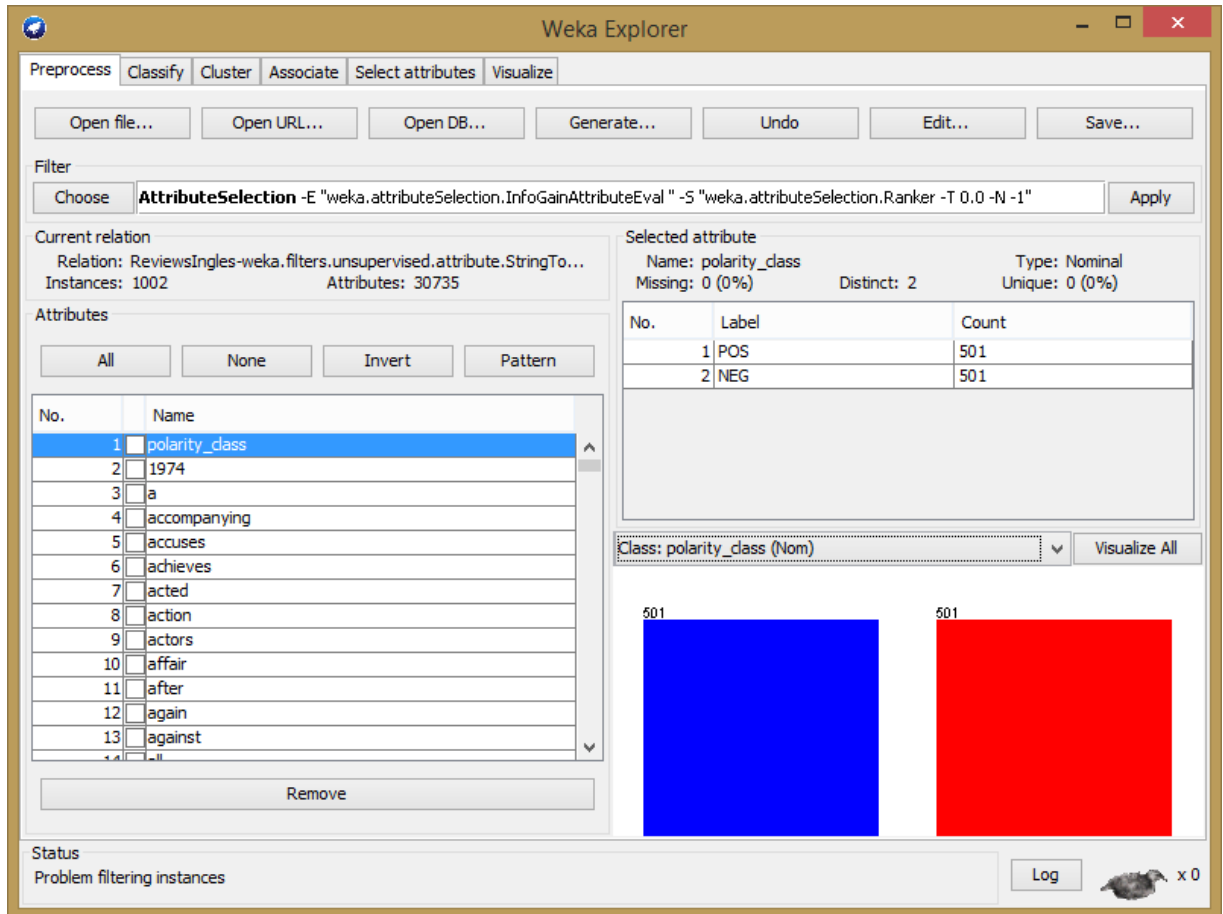 Weka Explorer
Preprocess Classify Cluster Associate Select attributes Visualize
Open file... Open URL... Open DB... Generate... Undo Edit... Save...
Filter
Choose AttributeSelection -E "weka.attributeSelection.InfoGainAttributeEval " -S "weka.attributeSelection.Ranker -T 0.0 -N -1" Apply
Current relation
Relation: ReviewsIngles-weka.filters.unsupervised.attribute.StringTo...
Instances: 1002 Attributes: 30735
Attributes
All None Invert Pattern
No. Name
1 polarity_class
2 1974
3 a
4 accompanying
5 accuses
6 achieves
7 acted
8 action
9 actors
10 affair
11 after
12 again
13 against
14 all
Remove
Selected attribute
Name: polarity_class Type: Nominal
Missing: 0 (0%) Distinct: 2 Unique: 0 (0%)
No. Label Count
1 POS 501
2 NEG 501
Class: polarity_class (Nom) Visualize All
501 501
Status
Problem filtering instances Log x 0